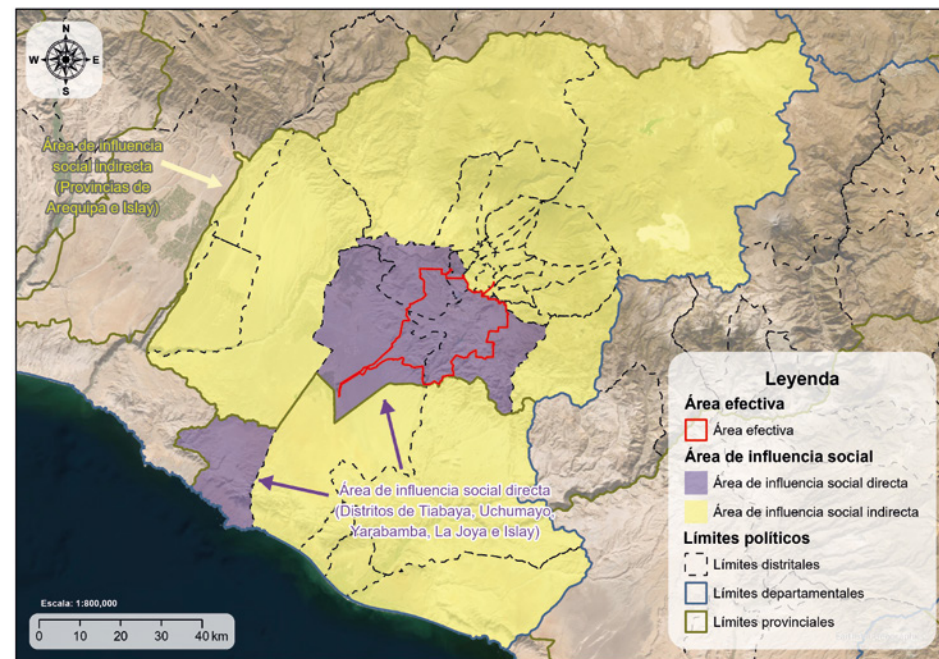 N
W E
S
Área de influencia
social indirecta
(Provincias de
Arequipa e Islay)
Área de influencia social directa
(Distritos de Tiabaya, Uchumayo,
Yarabamba, La Joya e Islay)
Leyenda
Área efectiva
Área efectiva
Área de influencia social
Área de influencia social directa
Área de influencia social indirecta
Límites políticos
Límites distritales
Límites departamentales
Límites provinciales
Escala: 1:800,000
0 10 20 30 40 km